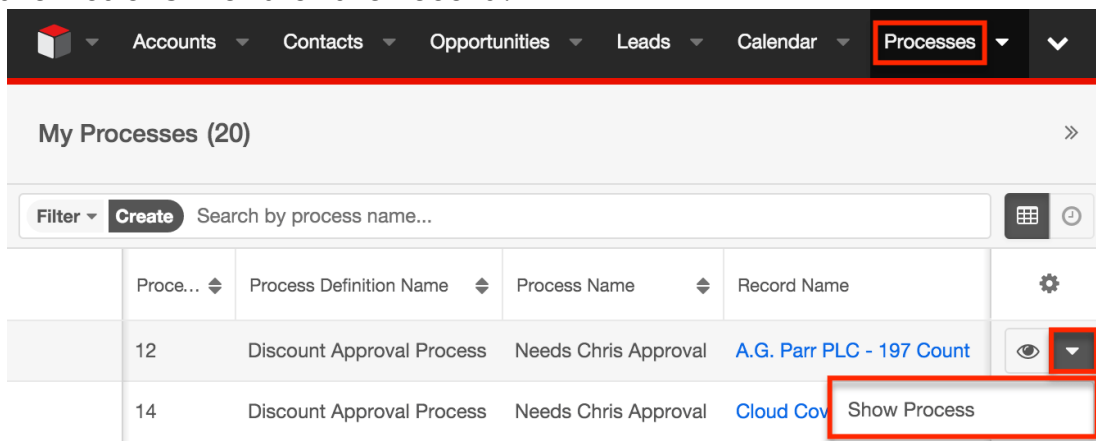 Accounts Contacts Opportunities Leads Calendar Processes
My Processes (20)
Filter Create Search by process name...
Proce... Process Definition Name Process Name Record Name
12 Discount Approval Process Needs Chris Approval A.G. Parr PLC - 197 Count
14 Discount Approval Process Needs Chris Approval Cloud Cov Show Process